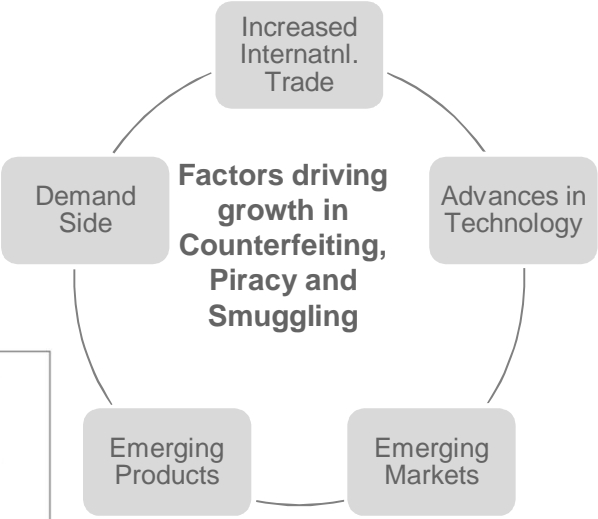 Increased
Internatnl.
Trade
Demand
Side
Factors driving
growth in
Counterfeiting,
Piracy and
Smuggling
Advances in
Technology
Emerging
Products
Emerging
Markets